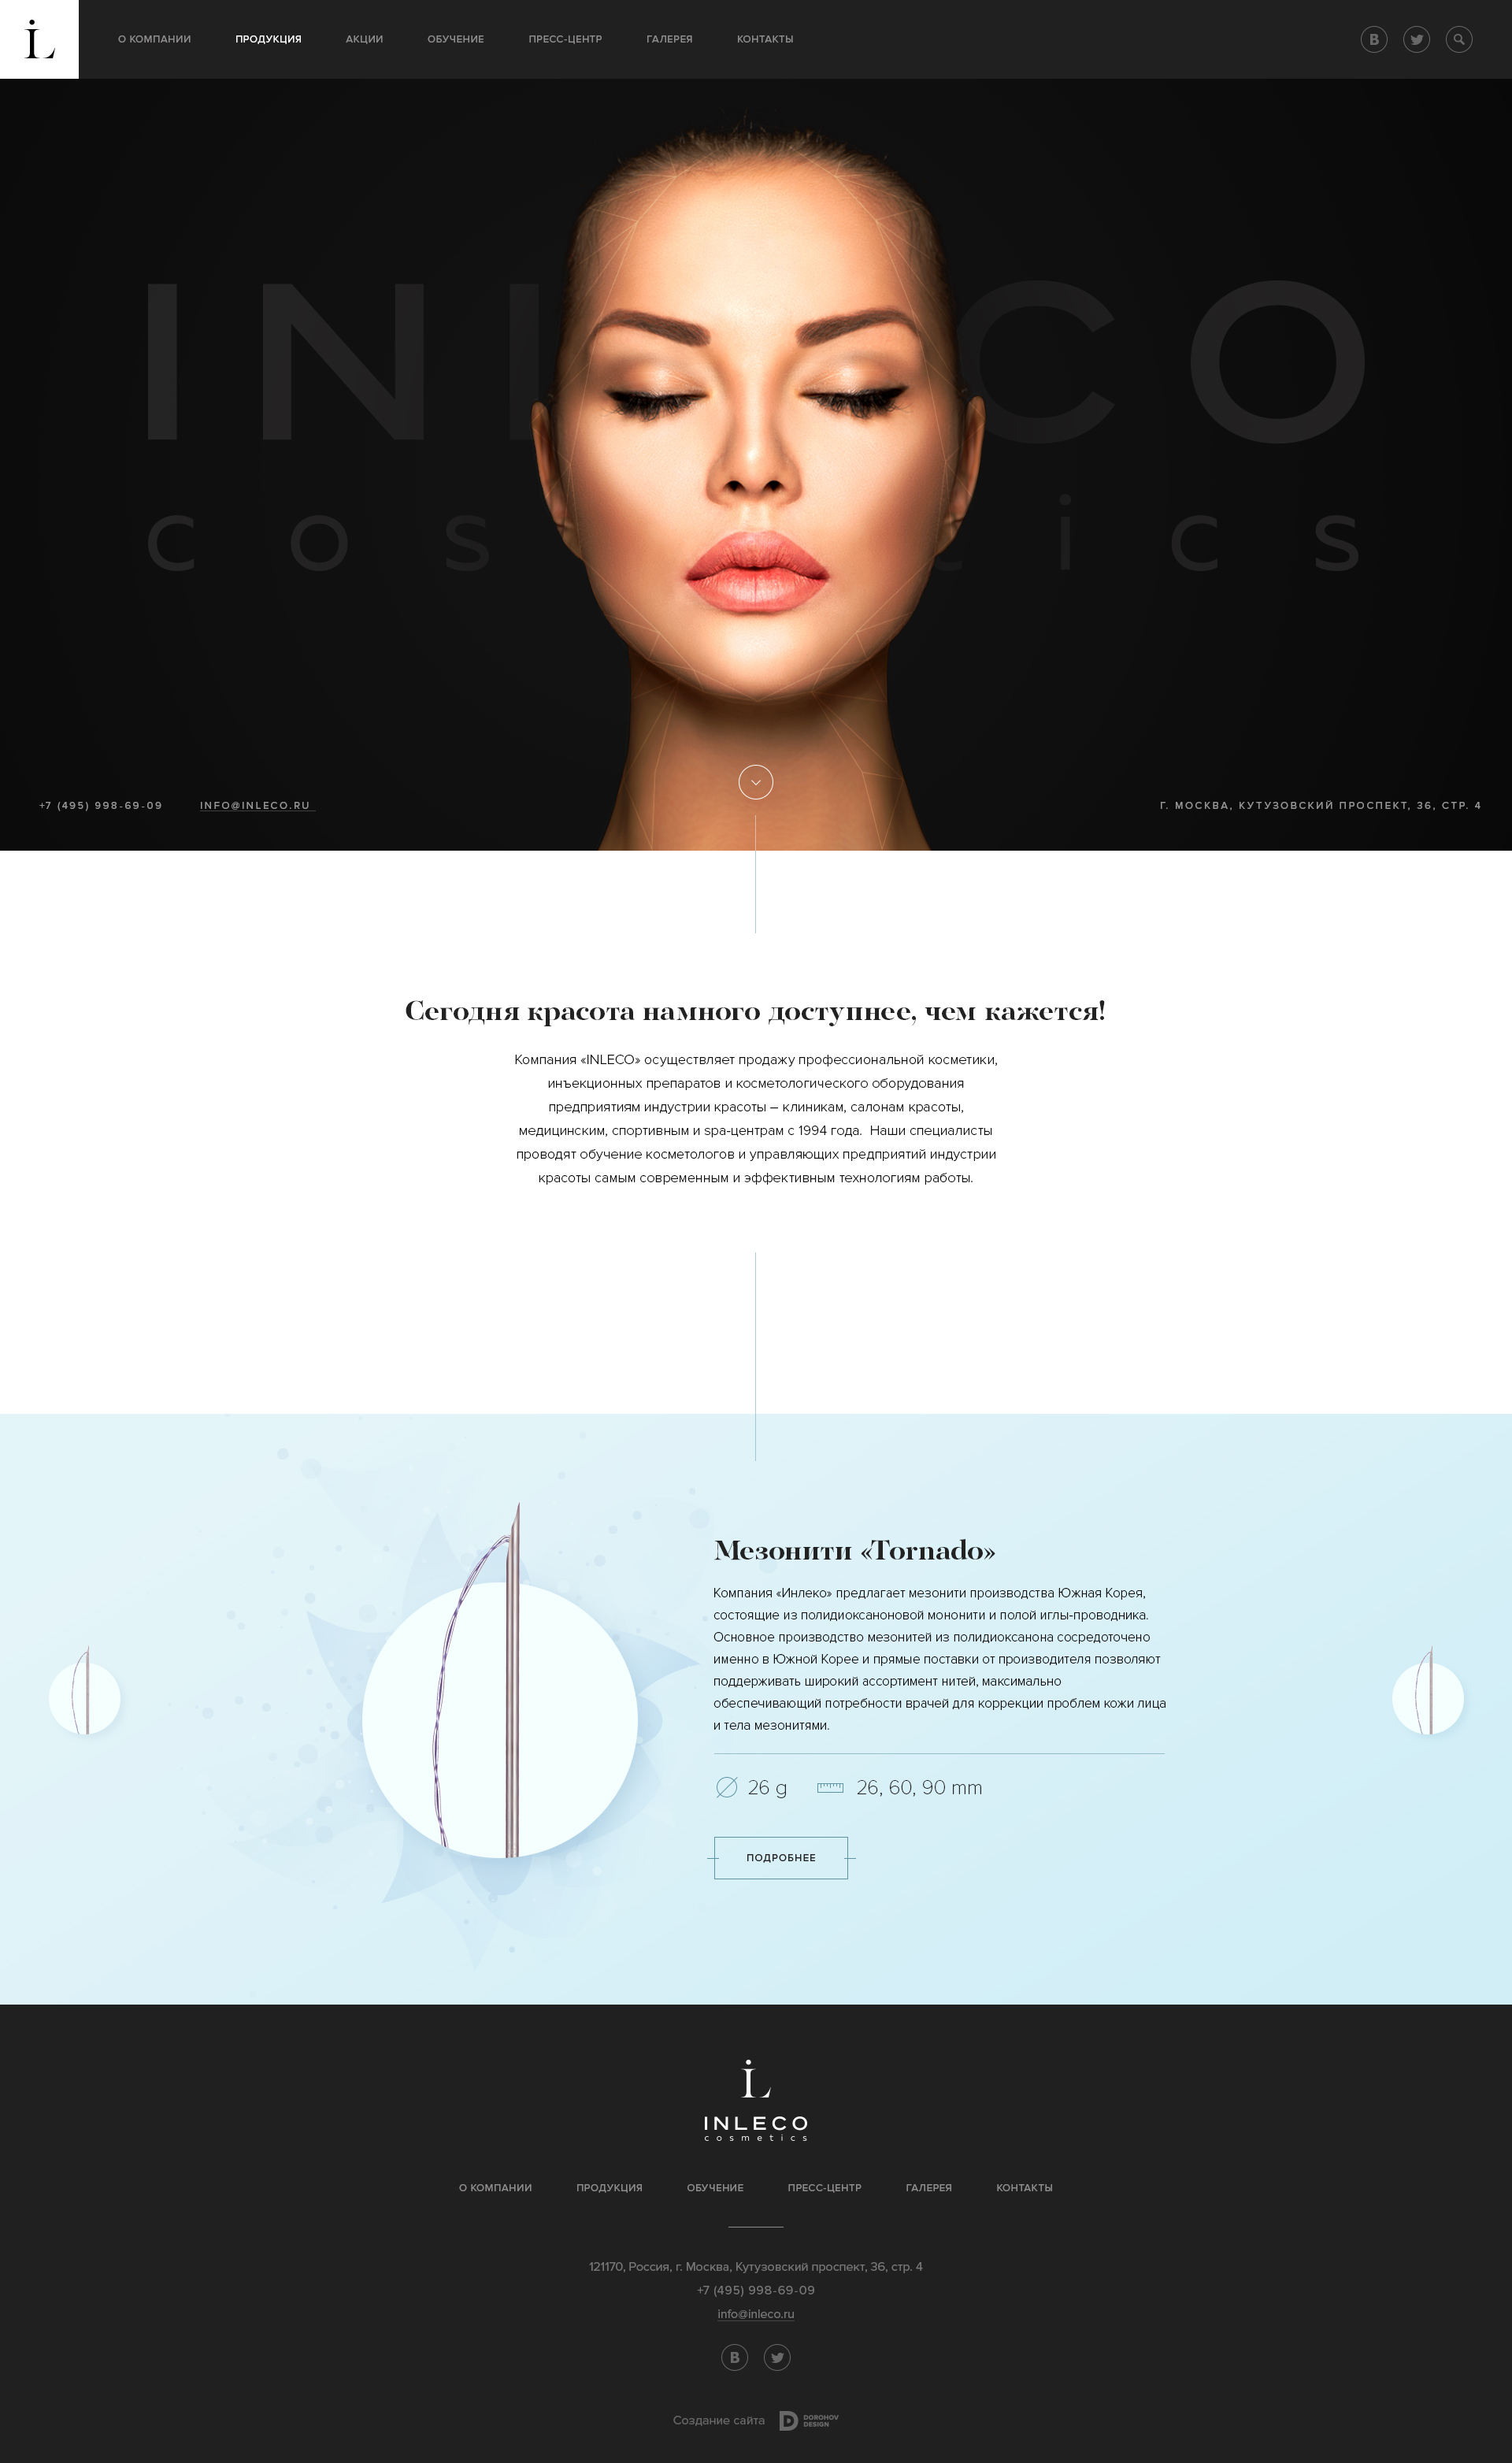 iL
О КОМПАНИИ ПРОДУКЦИЯ АКЦИИ ОБУЧЕНИЕ ПРЕСС-ЦЕНТР ГАЛЕРЕЯ КОНТАКТЫ
INL CO
cos tics
+7 (495) 998-69-09 INFO@INLECO.RU Г. МОСКВА, КУТУЗОВСКИЙ ПРОСПЕКТ, 36, СТР. 4
Сегодня красота намного доступнее, чем кажется!
Компания «INLECO» осуществляет продажу профессиональной косметики,
инъекционных препаратов и косметологического оборудования
предприятиям индустрии красоты – клиникам, салонам красоты,
медицинским, спортивным и spa-центрам с 1994 года. Наши специалисты
проводят обучение косметологов и управляющих предприятий индустрии
красоты самым современным и эффективным технологиям работы.
Мезонити «Tornado»
Компания «Инлеко» предлагает мезонити производства Южная Корея,
состоящие из полидиоксаноновой мононити и полой иглы-проводника.
Основное производство мезонитей из полидиоксанона сосредоточено
именно в Южной Корее и прямые поставки от производителя позволяют
поддерживать широкий ассортимент нитей, максимально
обеспечивающий потребности врачей для коррекции проблем кожи лица
и тела мезонитями.
26 g 26, 60, 90 mm
ПОДРОБНЕЕ
iL
INLECO
cosmetics
О КОМПАНИИ ПРОДУКЦИЯ ОБУЧЕНИЕ ПРЕСС-ЦЕНТР ГАЛЕРЕЯ КОНТАКТЫ
121170, Россия, г. Москва, Кутузовский проспект, 36, стр. 4
+7 (495) 998-69-09
info@inleco.ru
Создание сайта DOROHOV
DESIGN